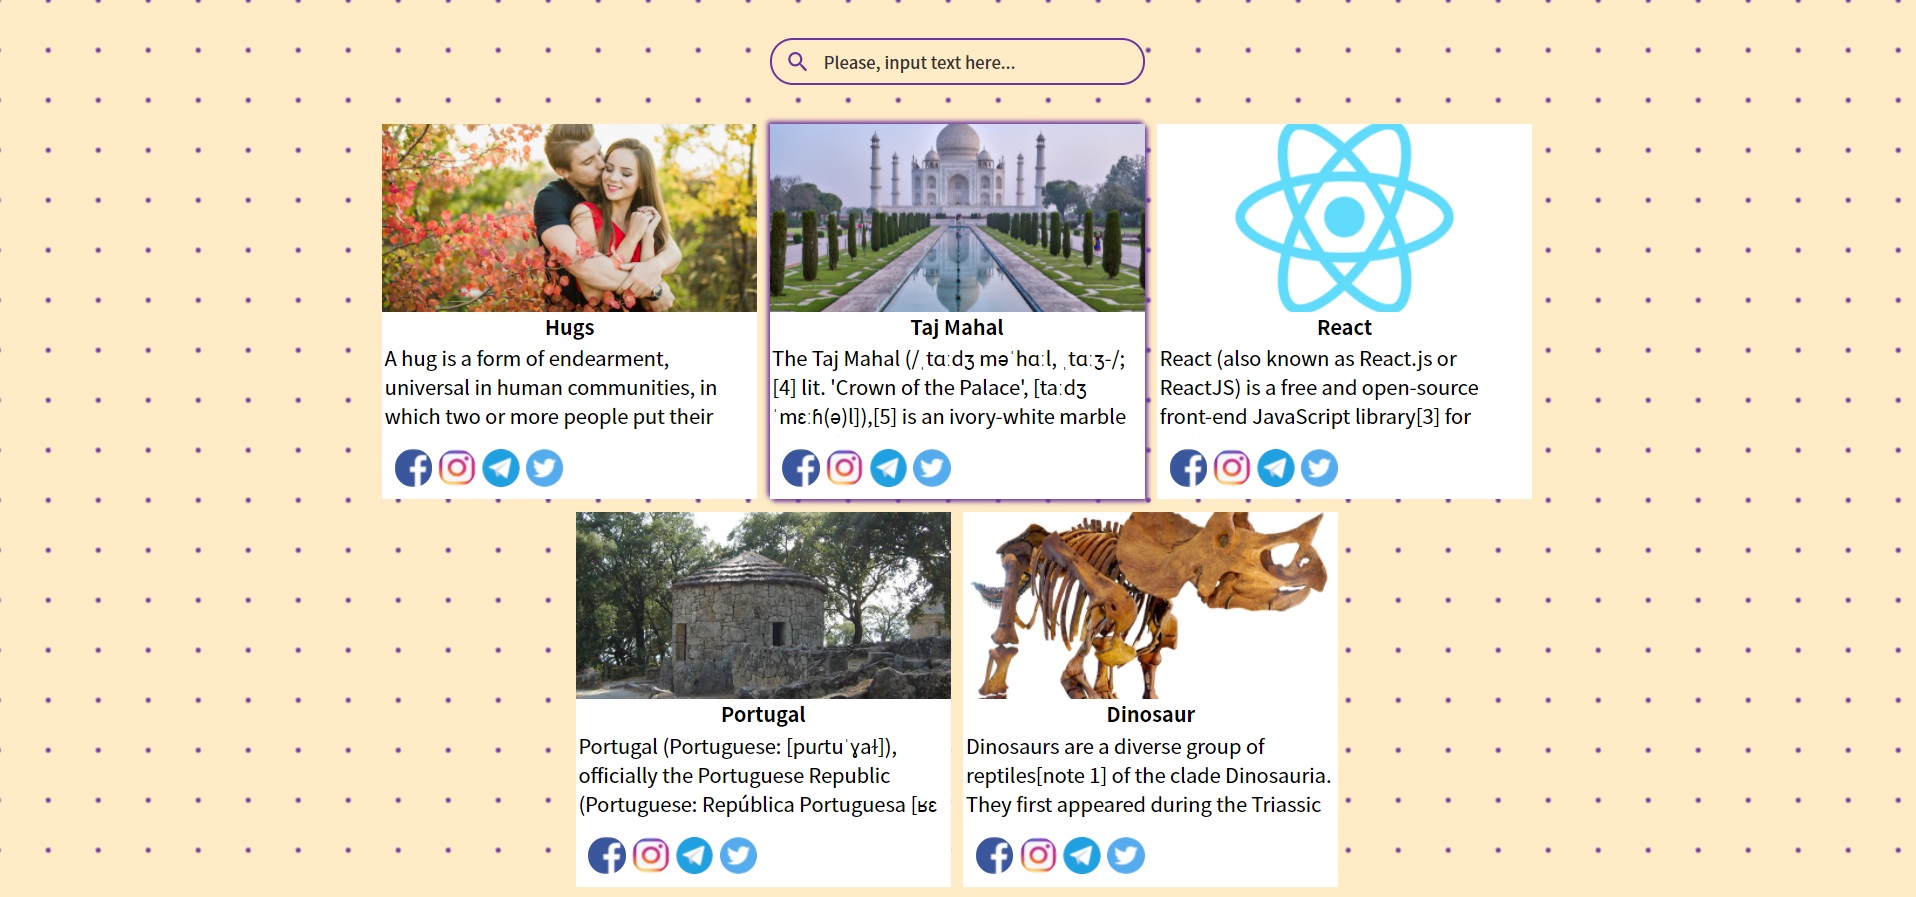 Please, input text here...
Hugs
A hug is a form of endearment,
universal in human communities, in
which two or more people put their
Taj Mahal
The Taj Mahal (/ˌtɑːdʒ məˈhɑːl, ˌtɑːʒ-/;
[4] lit. 'Crown of the Palace', [taːdʒ
ˈmɛːɦ(ə)l]),[5] is an ivory-white marble
React
React (also known as React.js or
ReactJS) is a free and open-source
front-end JavaScript library[3] for
Portugal
Portugal (Portuguese: [puɾtuˈɣaɫ]),
officially the Portuguese Republic
(Portuguese: República Portuguesa [ʁɛ
Dinosaur
Dinosaurs are a diverse group of
reptiles[note 1] of the clade Dinosauria.
They first appeared during the Triassic